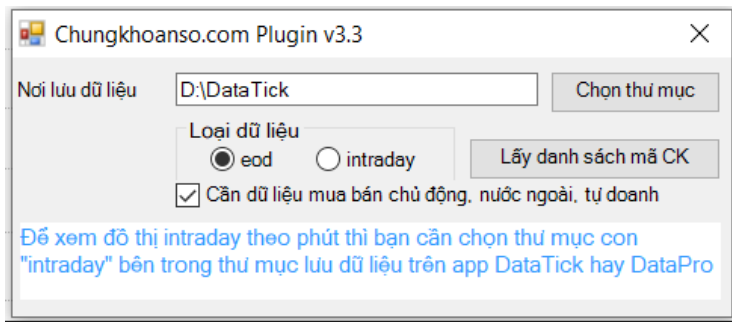 Chungkhoanso.com Plugin v3.3
Nơi lưu dữ liệu D:\DataTick Chọn thư mục
Loại dữ liệu
eod intraday Lấy danh sách mã CK
Cần dữ liệu mua bán chủ động, nước ngoài, tự doanh
Để xem đồ thị intraday theo phút thì bạn cần chọn thư mục con
"intraday" bên trong thư mục lưu dữ liệu trên app DataTick hay DataPro